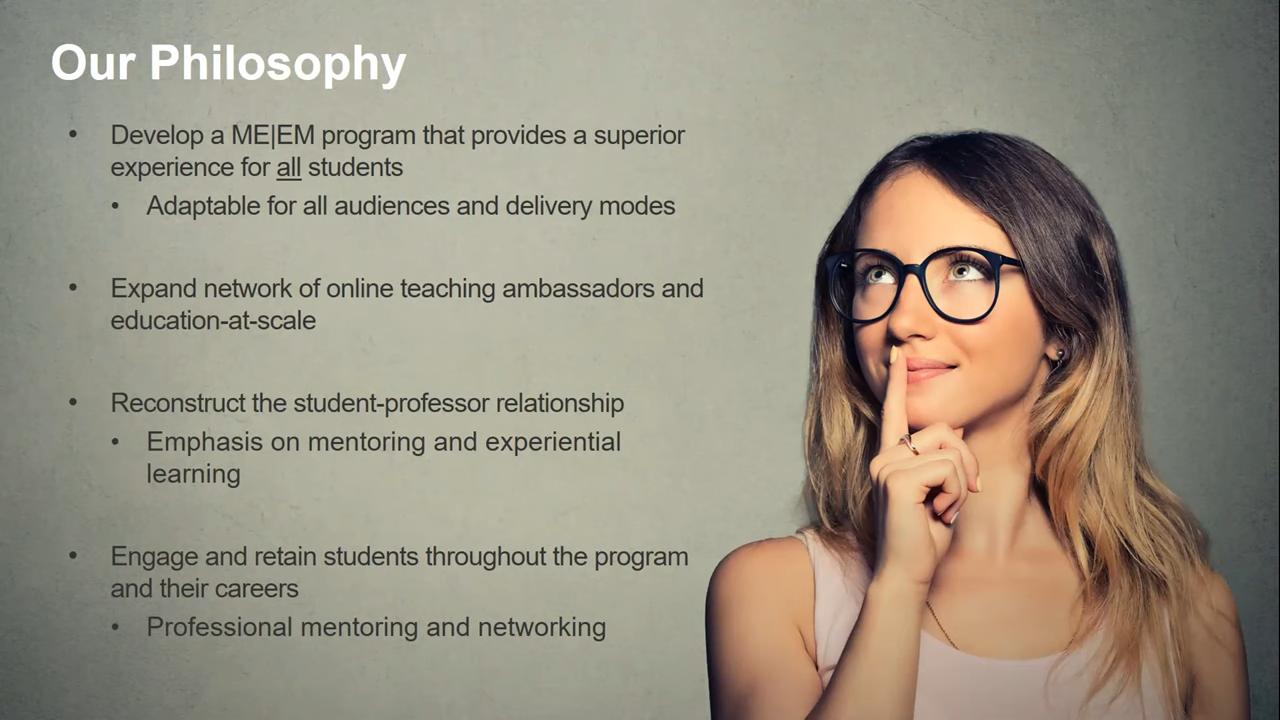 Our Philosophy
• Develop a ME|EM program that provides a superior
experience for all students
• Adaptable for all audiences and delivery modes
• Expand network of online teaching ambassadors and
education-at-scale
• Reconstruct the student-professor relationship
• Emphasis on mentoring and experiential
learning
• Engage and retain students throughout the program
and their careers
• Professional mentoring and networking